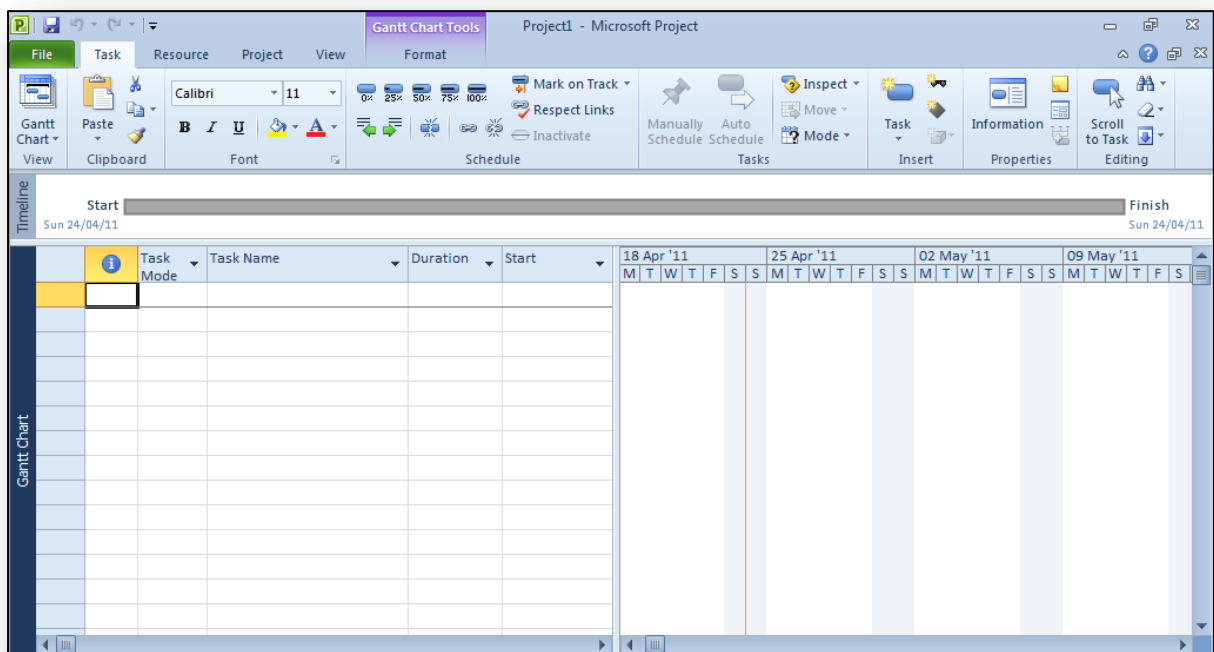 Gantt Chart Tools Project1 - Microsoft Project
File Task Resource Project View Format
Calibri 11
0% 25% 50% 75% 100%
Mark on Track
Respect Links
Inactivate
Gantt Chart
Paste
B I U A
Manually Schedule
Auto Schedule
Inspect
Move
Mode
Task
Information
Scroll to Task
View Clipboard Font Schedule Tasks Insert Properties Editing
Timeline
Start
Sun 24/04/11
Finish
Sun 24/04/11
Task Mode
Task Name
Duration
Start
18 Apr '11 25 Apr '11 02 May '11 09 May '11
M T W T F S S M T W T F S S M T W T F S S M T W T F S
Gantt Chart